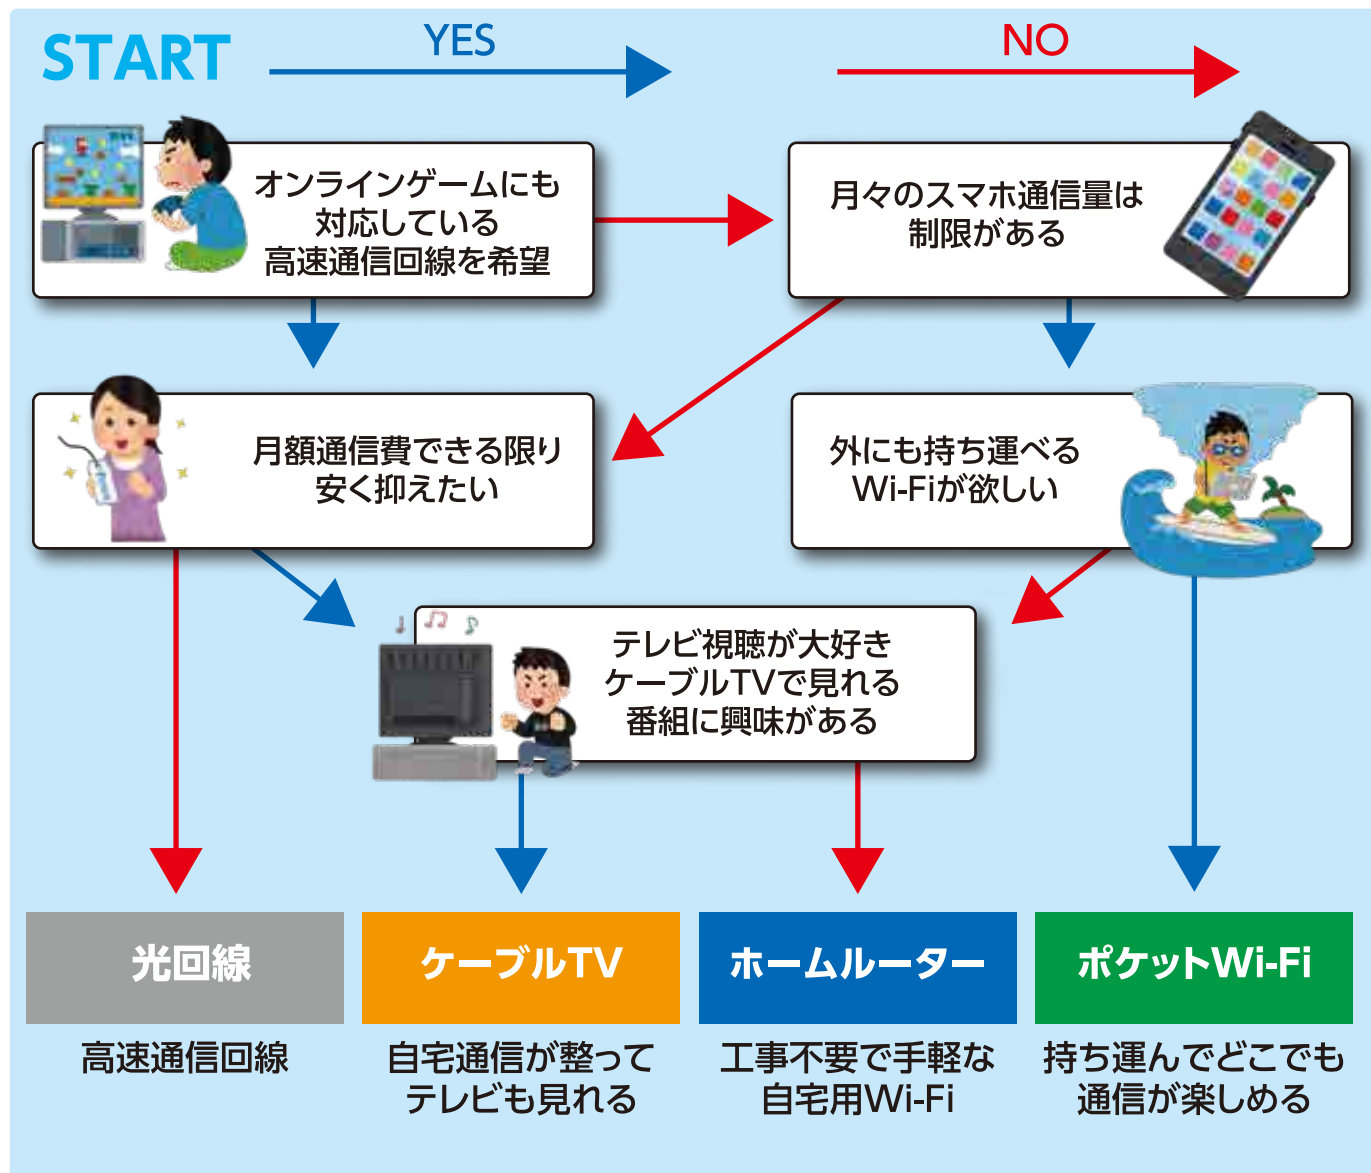 START
YES
NO
オンラインゲームにも
対応している
高速通信回線を希望
月々のスマホ通信量は
制限がある
月額通信費できる限り
安く抑えたい
外にも持ち運べる
Wi-Fiが欲しい
テレビ視聴が大好き
ケーブルTVで見れる
番組に興味がある
光回線
高速通信回線
ケーブルTV
自宅通信が整って
テレビも見れる
ホームルーター
工事不要で手軽な
自宅用Wi-Fi
ポケットWi-Fi
持ち運んでどこでも
通信が楽しめる